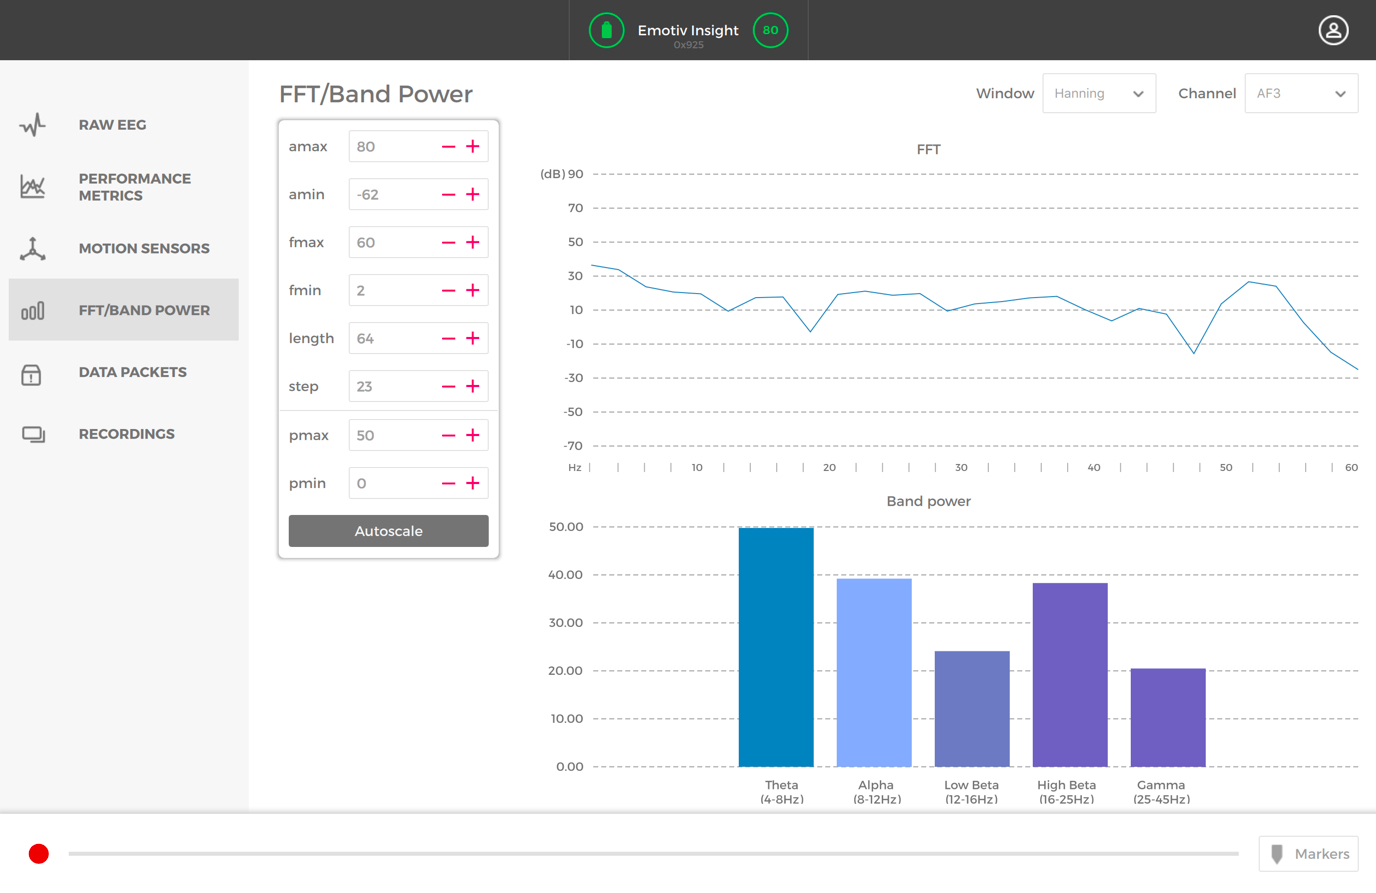 Emotiv Insight
0x925
80
RAW EEG
PERFORMANCE
METRICS
MOTION SENSORS
FFT/BAND POWER
DATA PACKETS
RECORDINGS
FFT/Band Power
Window Hanning Channel AF3
amax 80
amin -62
fmax 60
fmin 2
length 64
step 23
pmax 50
pmin 0
Autoscale
FFT
(dB) 90
70
50
30
10
-10
-30
-50
-70
Hz 10 20 30 40 50 60
Band power
50.00
40.00
30.00
20.00
10.00
0.00
Theta Alpha Low Beta High Beta Gamma
(4-8Hz) (8-12Hz) (12-16Hz) (16-25Hz) (25-45Hz)
Markers